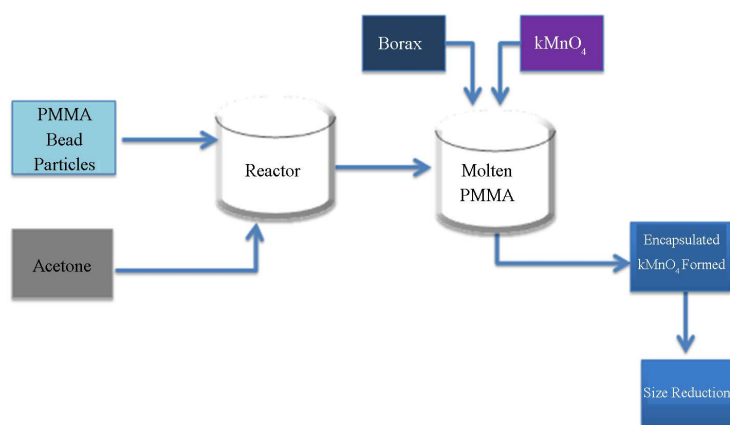 Borax
kMnO₄
PMMA
Bead
Particles
Reactor
Molten
PMMA
Acetone
Encapsulated
kMnO₄ Formed
Size Reduction